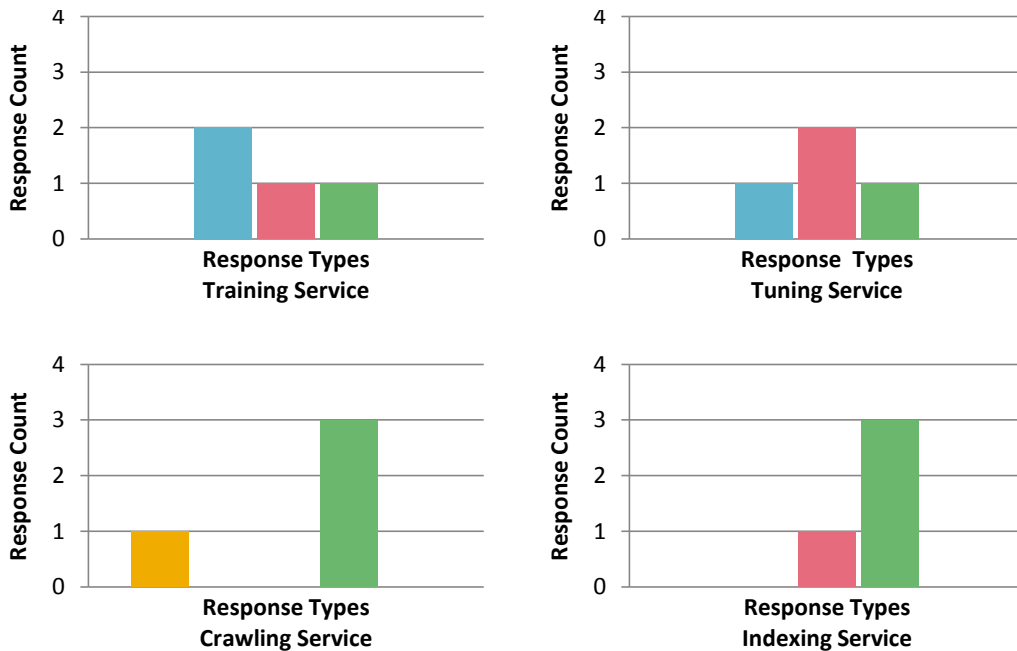 Response Count
4
3
2
1
0
Response Types
Training Service
Response Count
4
3
2
1
0
Response  Types
Tuning Service
Response Count
4
3
2
1
0
Response Types
Crawling Service
Response Count
4
3
2
1
0
Response Types
Indexing Service